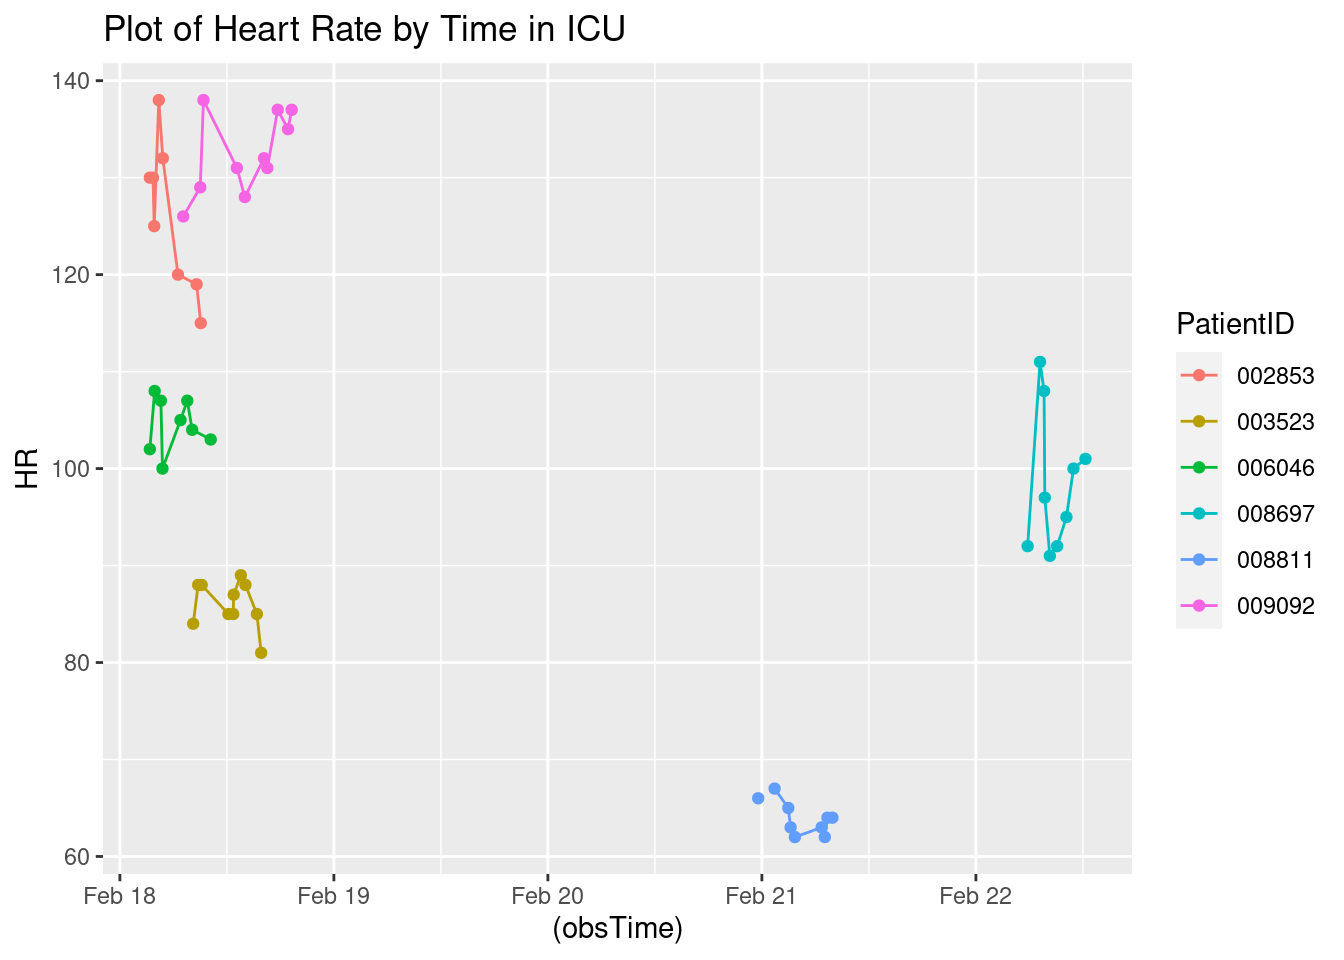 Plot of Heart Rate by Time in ICU
140
120
100
80
60
HR
Feb 18 Feb 19 Feb 20 Feb 21 Feb 22
(obsTime)
PatientID
002853
003523
006046
008697
008811
009092